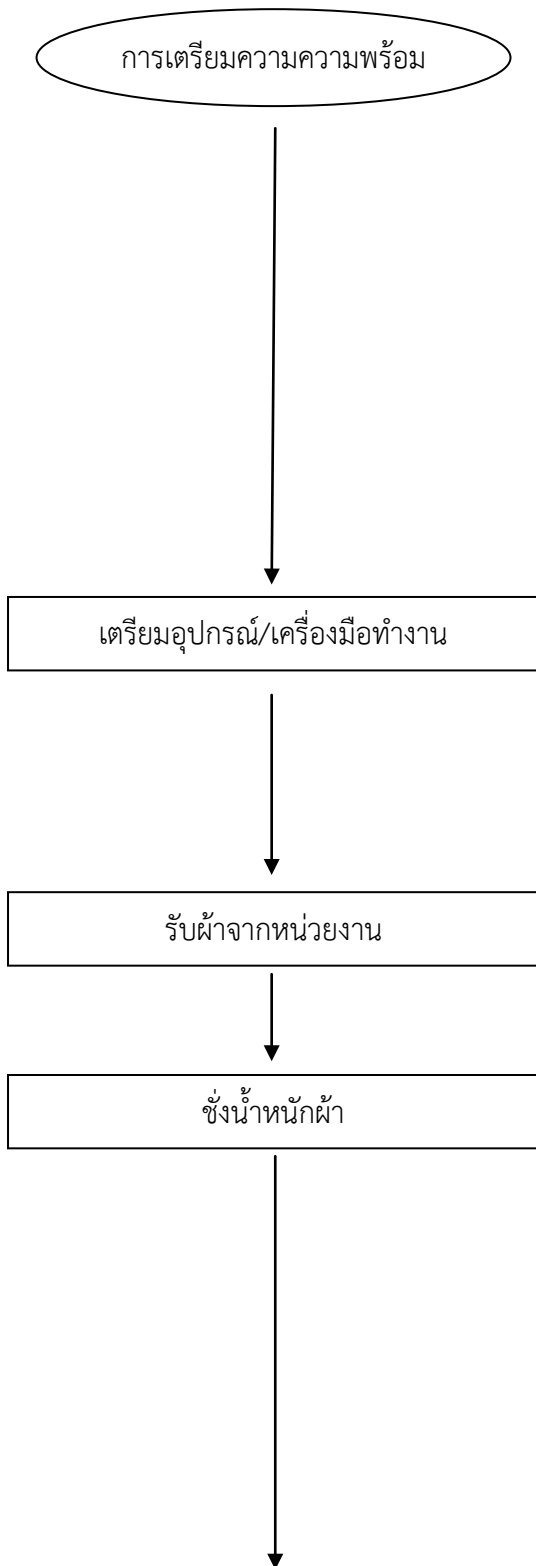 การเตรียมความความพร้อม
เตรียมอุปกรณ์/เครื่องมือทำงาน
รับผ้าจากหน่วยงาน
ชั่งน้ำหนักผ้า